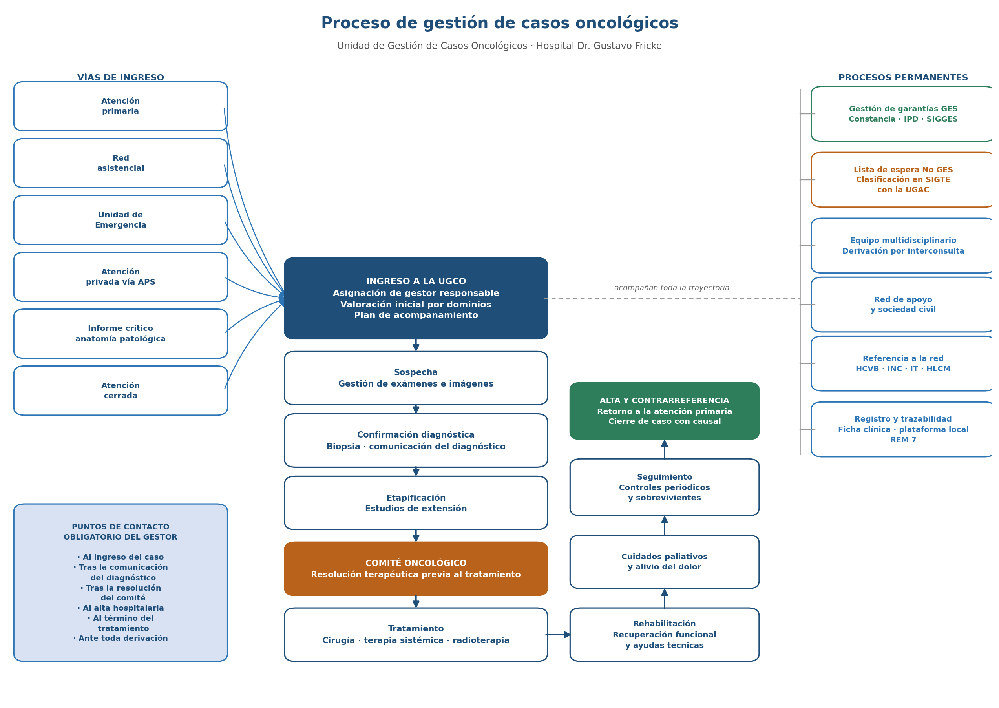 Proceso de gestión de casos oncológicos
Unidad de Gestión de Casos Oncológicos · Hospital Dr. Gustavo Fricke
VÍAS DE INGRESO
Atención
primaria
Red
asistencial
Unidad de
Emergencia
Atención
privada vía APS
Informe crítico
anatomía patológica
Atención
cerrada
PUNTOS DE CONTACTO
OBLIGATORIO DEL GESTOR
· Al ingreso del caso
· Tras la comunicación
del diagnóstico
· Tras la resolución
del comité
· Al alta hospitalaria
· Al término del
tratamiento
· Ante toda derivación
INGRESO A LA UGCO
Asignación de gestor responsable
Valoración inicial por dominios
Plan de acompañamiento
Sospecha
Gestión de exámenes e imágenes
Confirmación diagnóstica
Biopsia · comunicación del diagnóstico
Etapificación
Estudios de extensión
COMITÉ ONCOLÓGICO
Resolución terapéutica previa al tratamiento
Tratamiento
Cirugía · terapia sistémica · radioterapia
acompañan toda la trayectoria
ALTA Y CONTRARREFERENCIA
Retorno a la atención primaria
Cierre de caso con causal
Seguimiento
Controles periódicos
y sobrevivientes
Cuidados paliativos
y alivio del dolor
Rehabilitación
Recuperación funcional
y ayudas técnicas
PROCESOS PERMANENTES
Gestión de garantías GES
Constancia · IPD · SIGGES
Lista de espera No GES
Clasificación en SIGTE
con la UGAC
Equipo multidisciplinario
Derivación por interconsulta
Red de apoyo
y sociedad civil
Referencia a la red
HCVB · INC · IT · HLCM
Registro y trazabilidad
Ficha clínica · plataforma local
REM 7